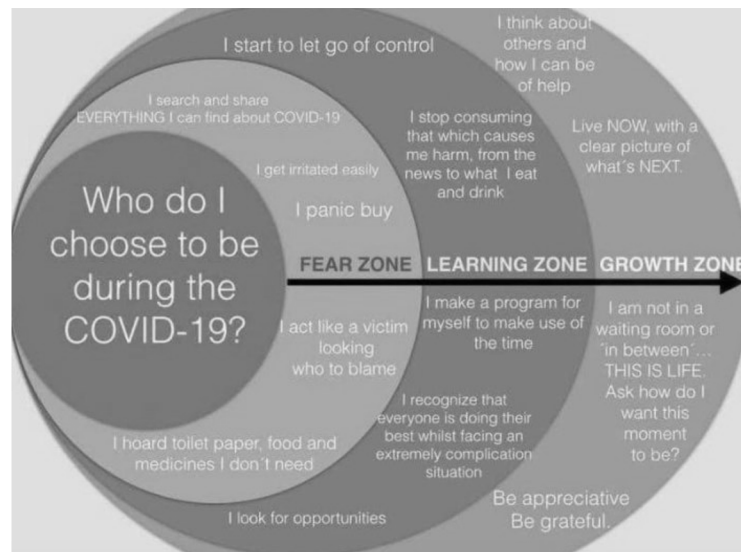 Who do I
choose to be
during the
COVID-19?
I search and share
EVERYTHING I can find about COVID-19
I get irritated easily
I panic buy
FEAR ZONE
I act like a victim
looking
who to blame
I hoard toilet paper, food and
medicines I don´t need
I start to let go of control
I stop consuming
that which causes
me harm, from the
news to what I eat
and drink
LEARNING ZONE
I make a program for
myself to make use of
the time
I recognize that
everyone is doing their
best whilst facing an
extremely complication
situation
I look for opportunities
I think about
others and
how I can be
of help
Live NOW, with a
clear picture of
what´s NEXT.
GROWTH ZONE
I am not in a
waiting room or
´in between´...
THIS IS LIFE.
Ask how do I
want this
moment
to be?
Be appreciative
Be grateful.